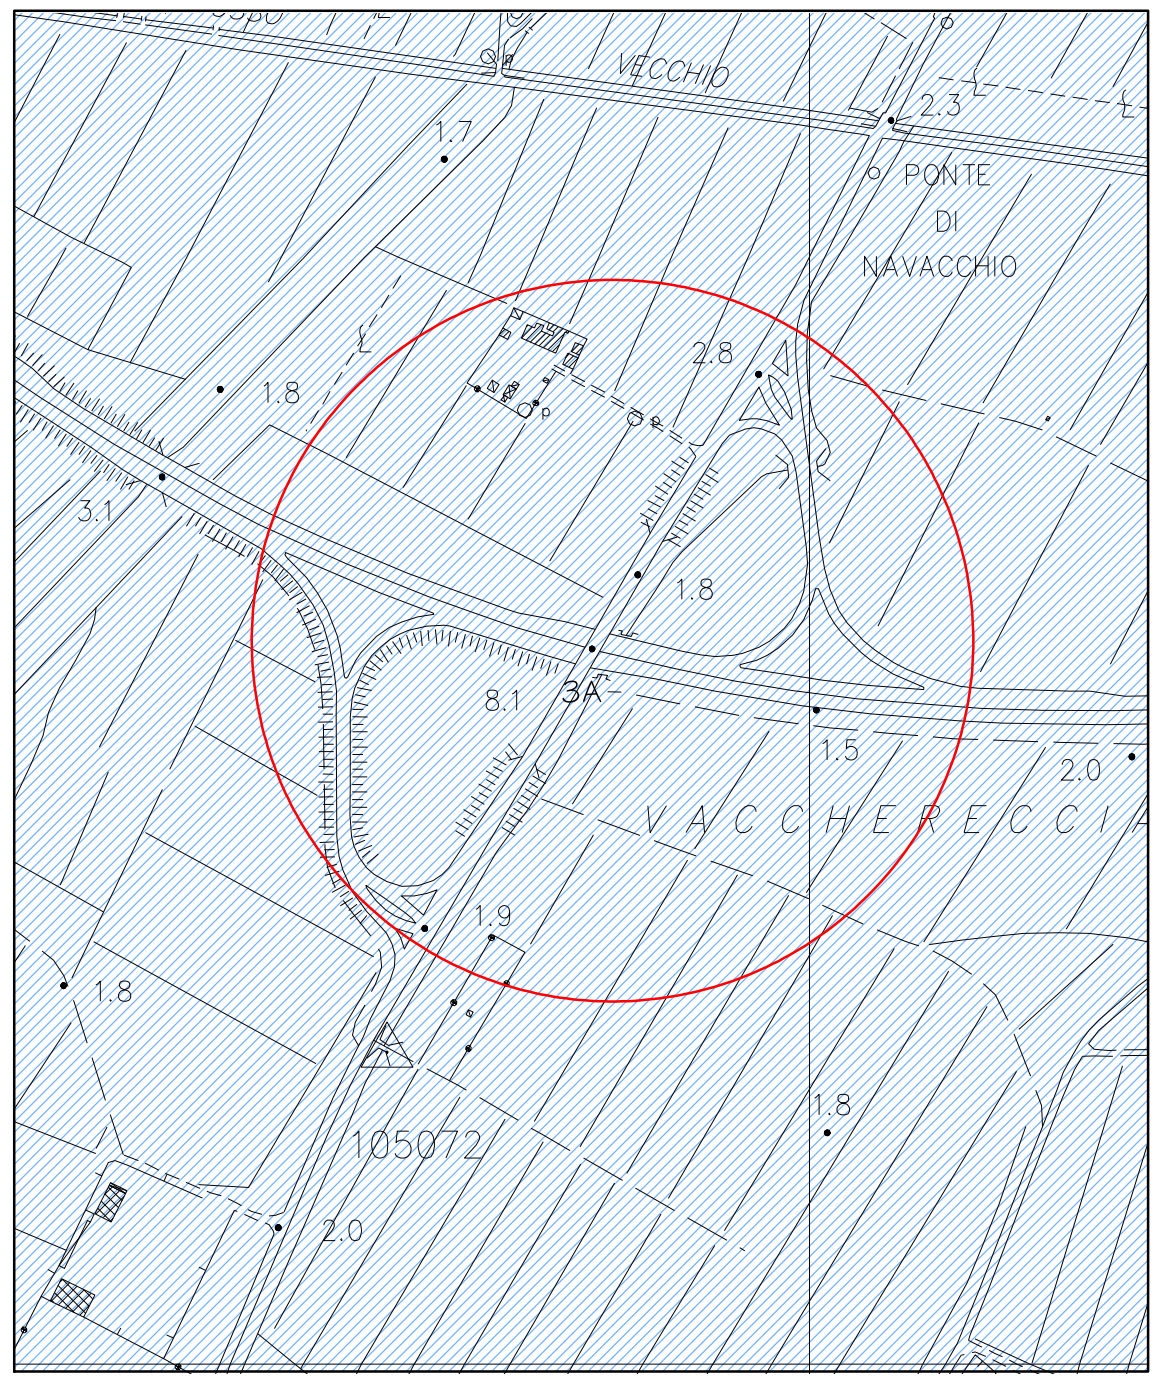 VECCHIO
2.3
1.7
PONTE
DI
NAVACCHIO
2.8
1.8
p
p
p
3.1
1.8
8.1
3A-
1.5
2.0
VACCHERECCIA
1.9
1.8
1.8
105072
2.0